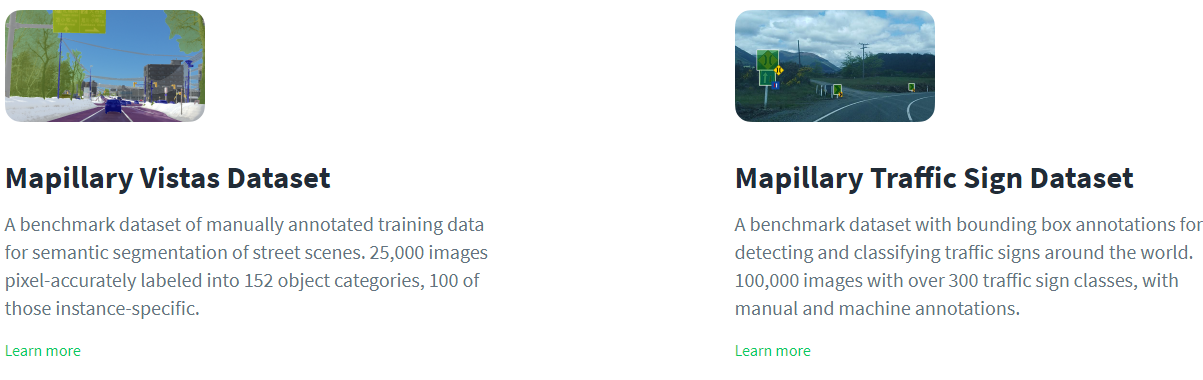 Mapillary Vistas Dataset
A benchmark dataset of manually annotated training data
for semantic segmentation of street scenes. 25,000 images
pixel-accurately labeled into 152 object categories, 100 of
those instance-specific.
Learn more
Mapillary Traffic Sign Dataset
A benchmark dataset with bounding box annotations for
detecting and classifying traffic signs around the world.
100,000 images with over 300 traffic sign classes, with
manual and machine annotations.
Learn more